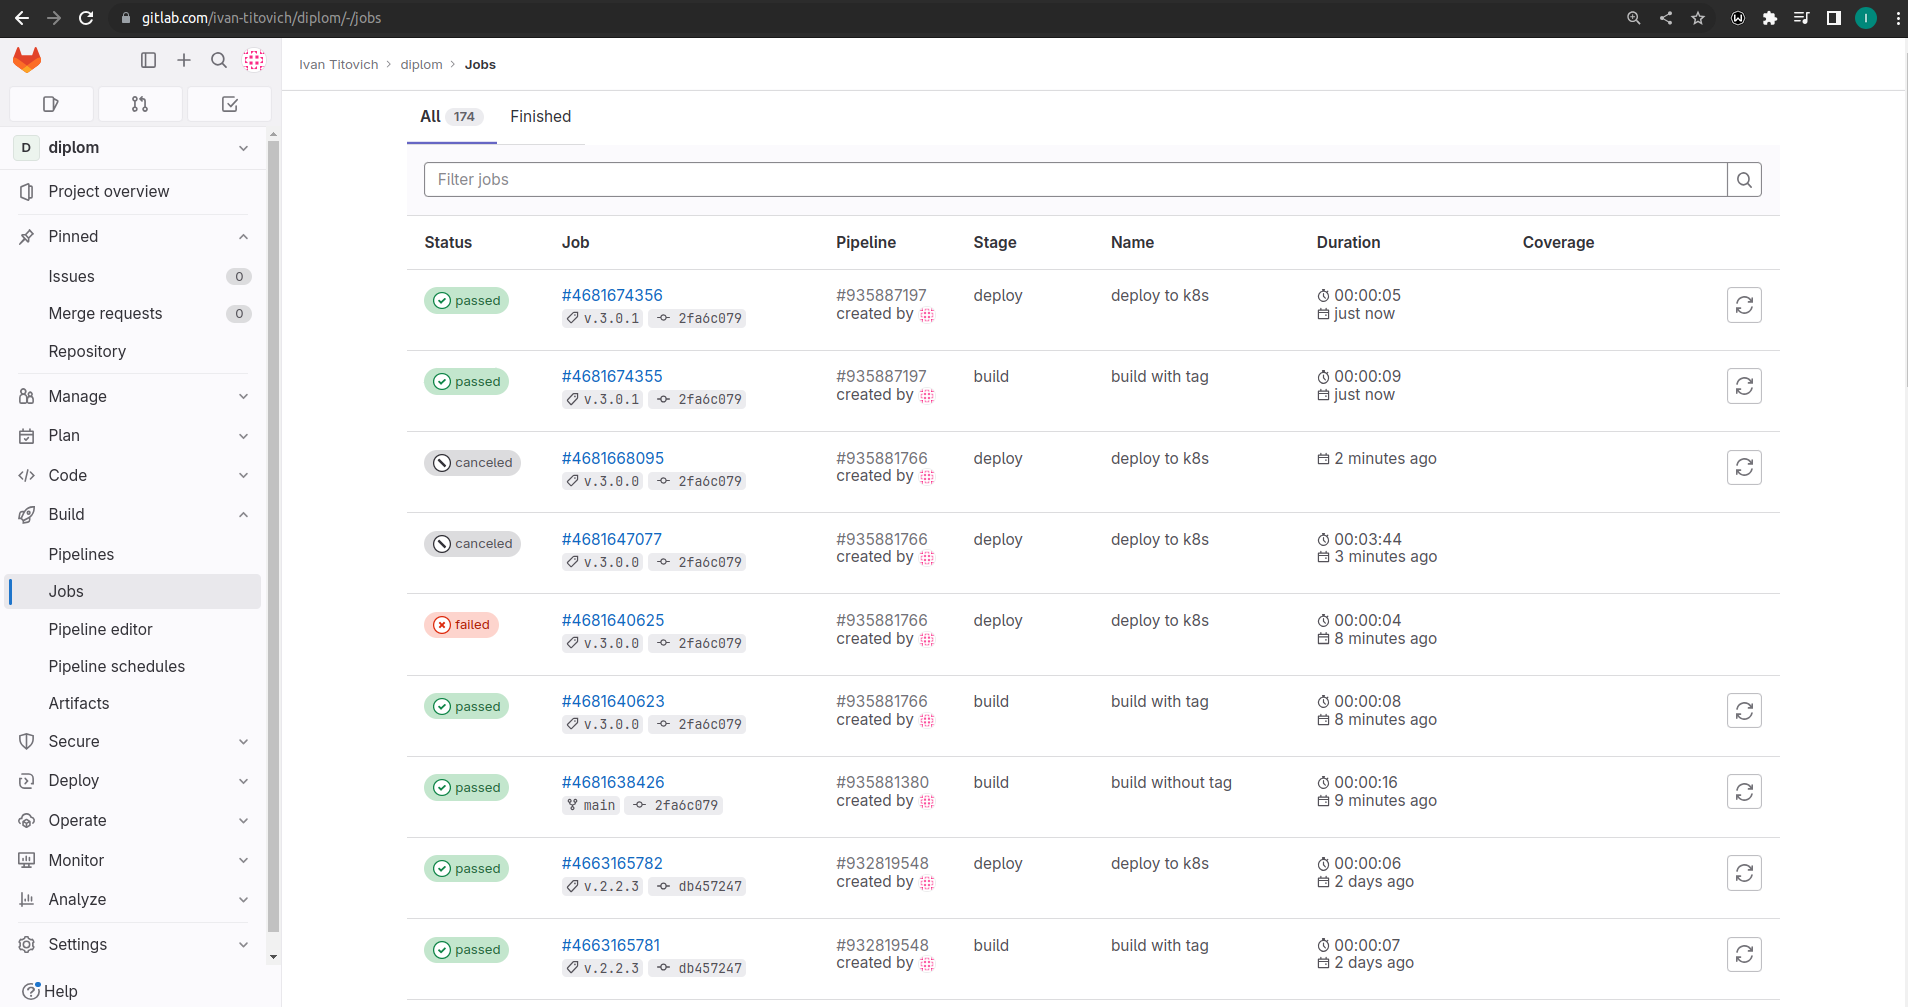 gitlab.com/ivan-titovich/diplom/-/jobs
I
Ivan Titovich > diplom > Jobs
D diplom
Project overview
Pinned
Issues 0
Merge requests 0
Repository
Manage
Plan
Code
Build
Pipelines
Jobs
Pipeline editor
Pipeline schedules
Artifacts
Secure
Deploy
Operate
Monitor
Analyze
Settings
Help
All 174 Finished
Filter jobs
Status Job Pipeline Stage Name Duration Coverage
passed #4681674356 #935887197 deploy deploy to k8s 00:00:05
v.3.0.1 2fa6c079 created by just now
passed #4681674355 #935887197 build build with tag 00:00:09
v.3.0.1 2fa6c079 created by just now
canceled #4681668095 #935881766 deploy deploy to k8s 2 minutes ago
v.3.0.0 2fa6c079 created by
canceled #4681647077 #935881766 deploy deploy to k8s 00:03:44
v.3.0.0 2fa6c079 created by 3 minutes ago
failed #4681640625 #935881766 deploy deploy to k8s 00:00:04
v.3.0.0 2fa6c079 created by 8 minutes ago
passed #4681640623 #935881766 build build with tag 00:00:08
v.3.0.0 2fa6c079 created by 8 minutes ago
passed #4681638426 #935881380 build build without tag 00:00:16
main 2fa6c079 created by 9 minutes ago
passed #4663165782 #932819548 deploy deploy to k8s 00:00:06
v.2.2.3 db457247 created by 2 days ago
passed #4663165781 #932819548 build build with tag 00:00:07
v.2.2.3 db457247 created by 2 days ago